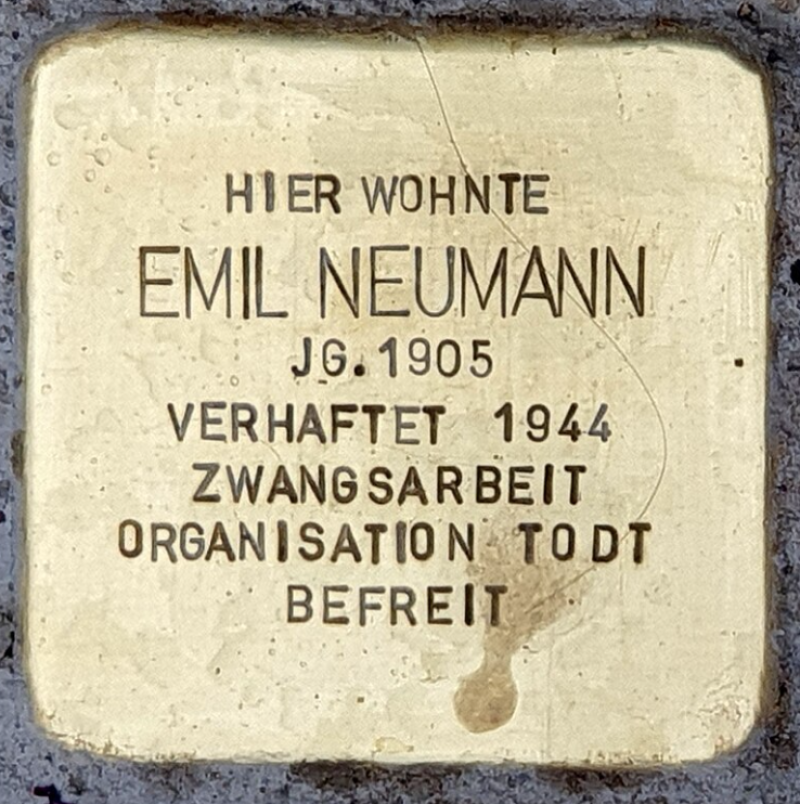 HIER WOHNTE
EMIL NEUMANN
JG. 1905
VERHAFTET 1944
ZWANGSARBEIT
ORGANISATION TODT
BEFREIT